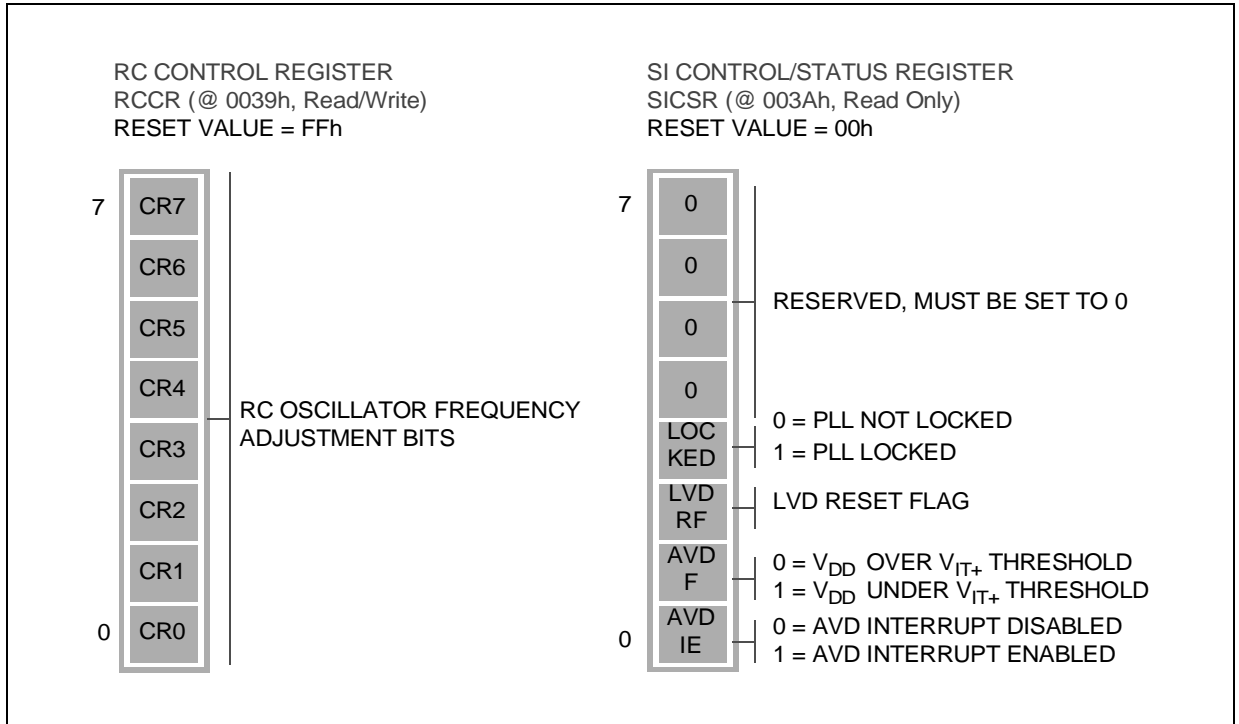 RC CONTROL REGISTER
RCCR (@ 0039h, Read/Write)
RESET VALUE = FFh
7
CR7
CR6
CR5
CR4
CR3
CR2
CR1
0
CR0
RC OSCILLATOR FREQUENCY
ADJUSTMENT BITS
SI CONTROL/STATUS REGISTER
SICSR (@ 003Ah, Read Only)
RESET VALUE = 00h
7
0
0
0
0
RESERVED, MUST BE SET TO 0
LOC
KED
0 = PLL NOT LOCKED
1 = PLL LOCKED
LVD
RF
LVD RESET FLAG
AVD
F
0 = VDD OVER VIT+ THRESHOLD
1 = VDD UNDER VIT+ THRESHOLD
0
AVD
IE
0 = AVD INTERRUPT DISABLED
1 = AVD INTERRUPT ENABLED